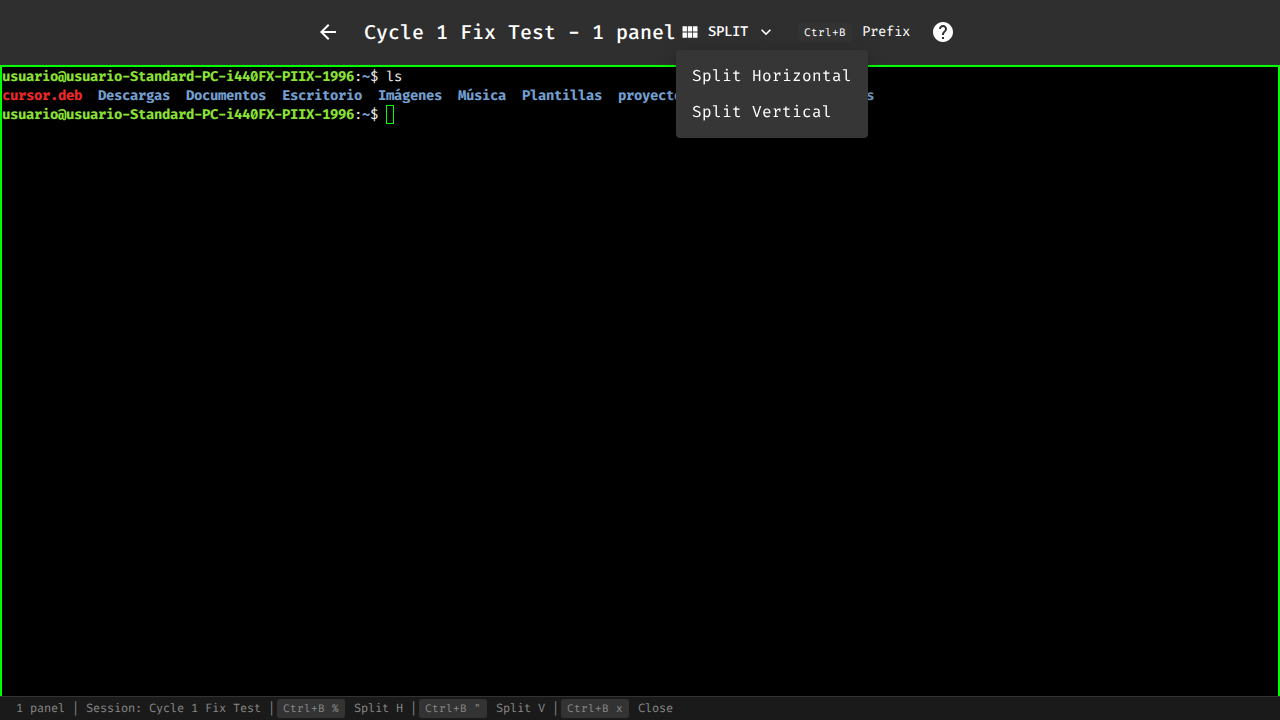 Cycle 1 Fix Test - 1 panel SPLIT Ctrl+B Prefix
Split Horizontal
Split Vertical
usuario@usuario-Standard-PC-i440FX-PIIX-1996:~$ ls
cursor.deb Descargas Documentos Escritorio Imágenes Música Plantillas
usuario@usuario-Standard-PC-i440FX-PIIX-1996:~$
1 panel | Session: Cycle 1 Fix Test | Ctrl+B % Split H | Ctrl+B " Split V | Ctrl+B x Close